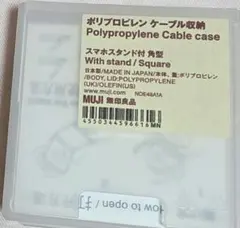 ポリプロピレン ケーブル収納
Polypropylene Cable case
スマホスタンド付 角型
With stand / Square
日本製/MADE IN JAPAN/本体、蓋:ポリプロピレン
/BODY, LID:POLYPROPYLENE
(UK)/OLEFIN(US)
www.muji.com NDE48A1A
MUJI 無印良品
4550344596616 MN
how to open /